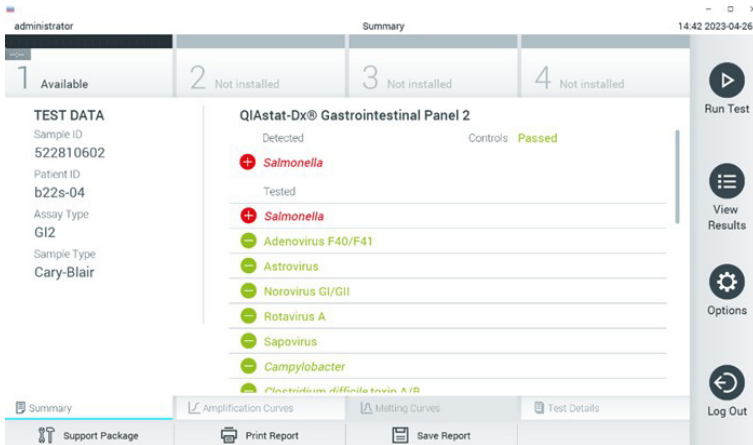 administrator Summary 14:42 2023-04-26
1 Available 2 Not installed 3 Not installed 4 Not installed
Run Test
View Results
Options
Log Out
TEST DATA
Sample ID
522810602
Patient ID
b22s-04
Assay Type
GI2
Sample Type
Cary-Blair
QIAstat-Dx® Gastrointestinal Panel 2
Detected Controls Passed
Salmonella
Tested
Salmonella
Adenovirus F40/F41
Astrovirus
Norovirus GI/GII
Rotavirus A
Sapovirus
Campylobacter
Clostridium difficile toxin A/B
Summary Amplification Curves Melting Curves Test Details
Support Package Print Report Save Report